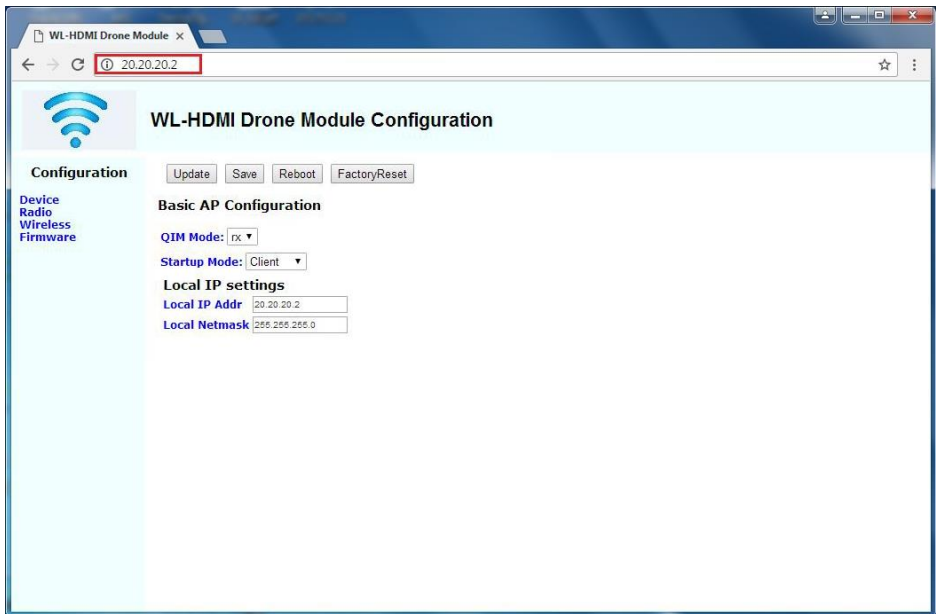 WL-HDMI Drone Module
20.20.20.2
WL-HDMI Drone Module Configuration
Configuration
Device
Radio
Wireless
Firmware
Update Save Reboot FactoryReset
Basic AP Configuration
QIM Mode: rx
Startup Mode: Client
Local IP settings
Local IP Addr 20.20.20.2
Local Netmask 255.255.255.0